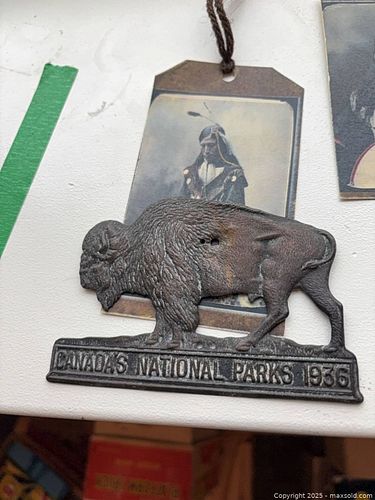 CANADA'S NATIONAL PARKS 1936
Copyright © 2025 - maxsold.com